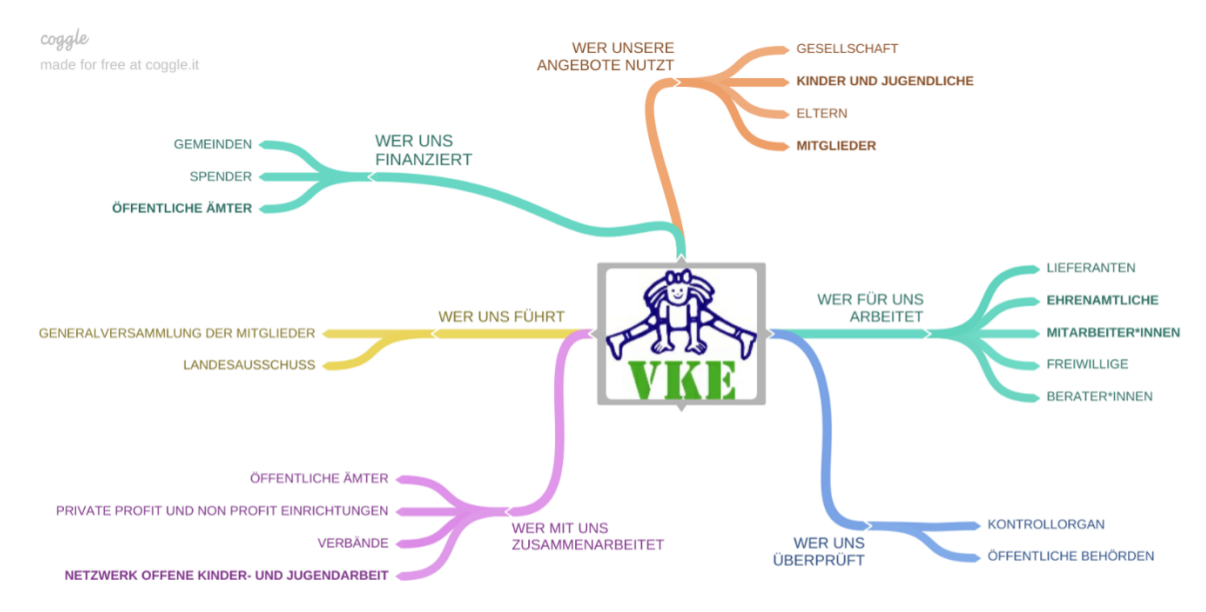 coggle
made for free at coggle.it
WER UNSERE
ANGEBOTE NUTZT
GESELLSCHAFT
KINDER UND JUGENDLICHE
ELTERN
MITGLIEDER
WER UNS
FINANZIERT
GEMEINDEN
SPENDER
ÖFFENTLICHE ÄMTER
WER FÜR UNS
ARBEITET
LIEFERANTEN
EHRENAMTLICHE
MITARBEITER*INNEN
FREIWILLIGE
BERATER*INNEN
WER UNS FÜHRT
GENERALVERSAMMLUNG DER MITGLIEDER
LANDESAUSSCHUSS
VKE
WER MIT UNS
ZUSAMMENARBEITET
ÖFFENTLICHE ÄMTER
PRIVATE PROFIT UND NON PROFIT EINRICHTUNGEN
VERBÄNDE
NETZWERK OFFENE KINDER- UND JUGENDARBEIT
WER UNS
ÜBERPRÜFT
KONTROLLORGAN
ÖFFENTLICHE BEHÖRDEN